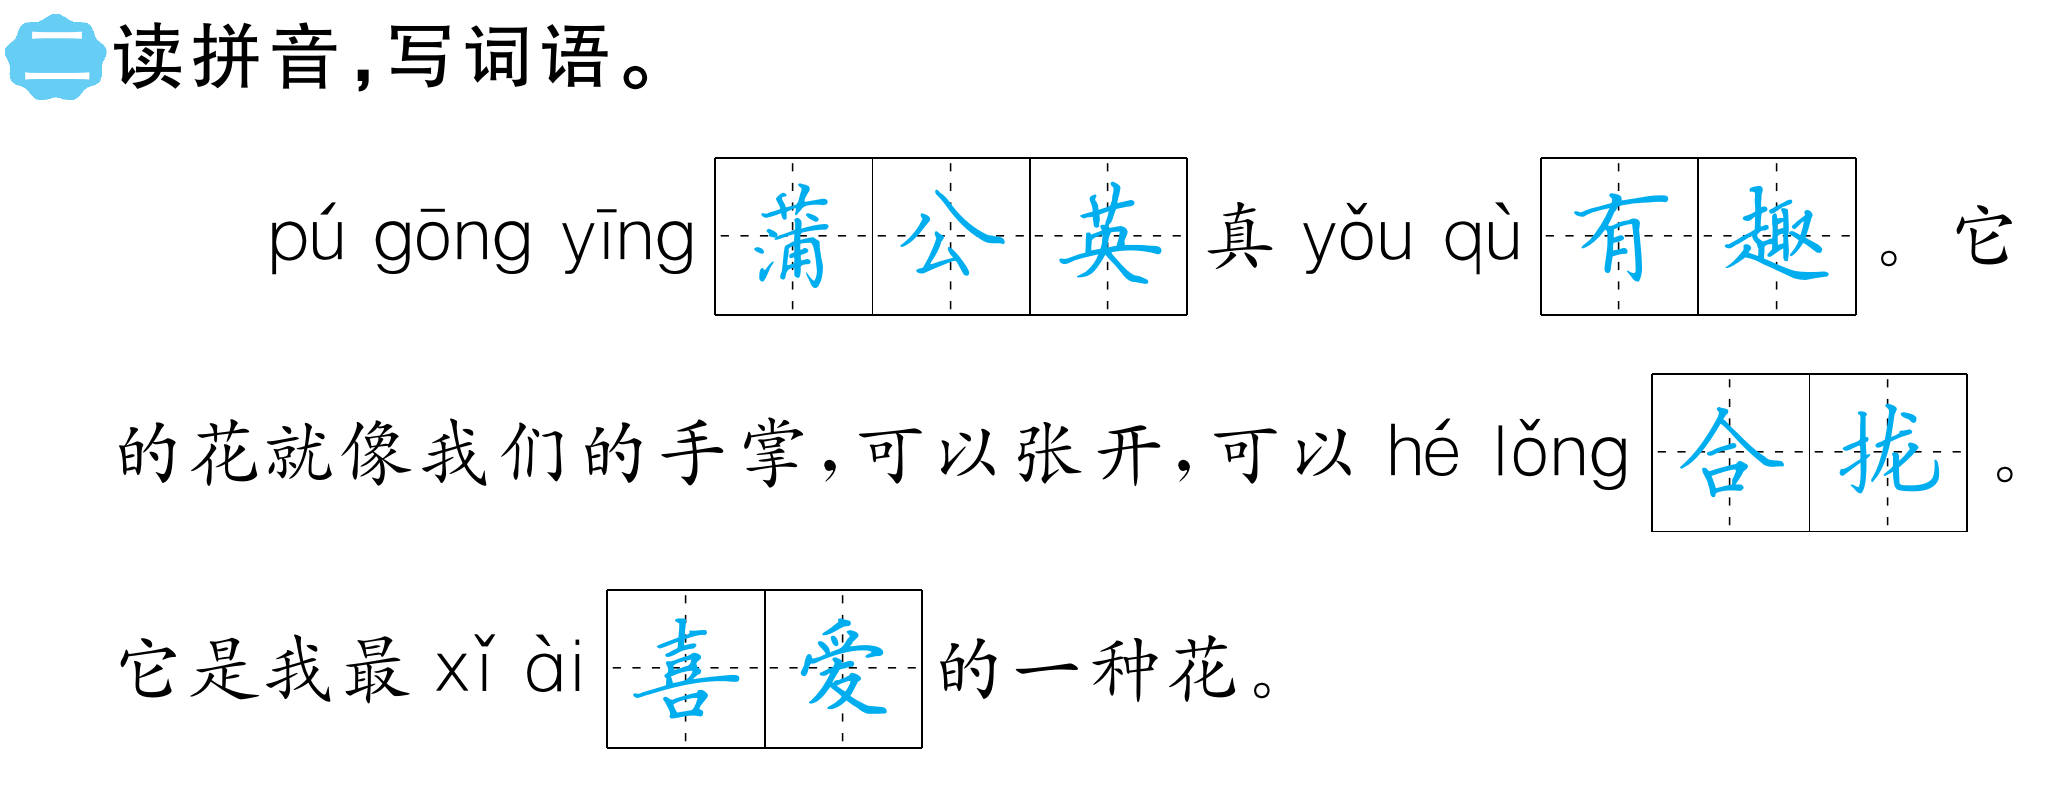 二 读拼音,写词语。
pú gōng yīng 蒲公英 真 yǒu qù 有趣 。它
的花就像我们的手掌,可以张开,可以 hé lǒng 合拢 。
它是我最 xǐ ài 喜爱 的一种花。